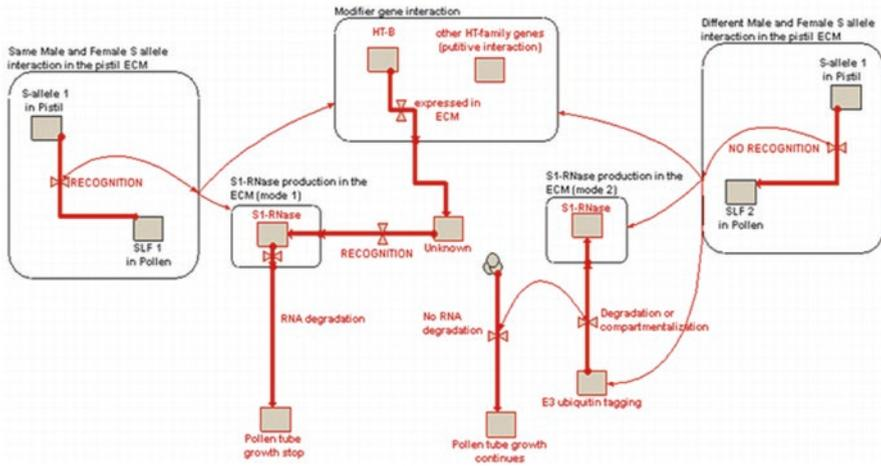 Modifier gene interaction
HT-B
other HT-family genes
(putitive interaction)
expressed in
ECM
Same Male and Female S allele
interaction in the pistil ECM
S-allele 1
in Pistil
RECOGNITION
SLF 1
in Pollen
Different Male and Female S allele
interaction in the pistil ECM
S-allele 1
in Pistil
NO RECOGNITION
SLF 2
in Pollen
S1-RNase production in the
ECM (mode 1)
S1-RNase
RECOGNITION
Unknown
S1-RNase production in the
ECM (mode 2)
S1-RNase
RNA degradation
No RNA
degradation
Degradation or
compartmentalization
E3 ubiquitin tagging
Pollen tube
growth stop
Pollen tube growth
continues